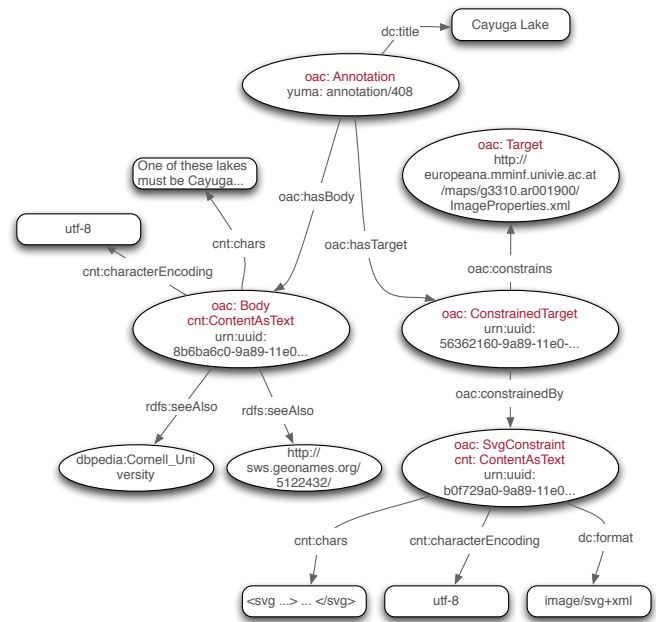 Cayuga Lake
dc:title
oac: Annotation
yuma: annotation/408
One of these lakes
must be Cayuga...
oac: Target
http://
europeana.mminf.univie.ac.at
/maps/g3310.ar001900/
ImageProperties.xml
utf-8
oac:hasBody
cnt:chars
oac:hasTarget
cnt:characterEncoding
oac:constrains
oac: Body
cnt:ContentAsText
urn:uuid:
8b6ba6c0-9a89-11e0...
oac: ConstrainedTarget
urn:uuid:
56362160-9a89-11e0-...
rdfs:seeAlso
rdfs:seeAlso
oac:constrainedBy
dbpedia:Cornell_Uni
versity
http://
sws.geonames.org/
5122432/
oac: SvgConstraint
cnt: ContentAsText
urn:uuid:
b0f729a0-9a89-11e0...
cnt:chars
cnt:characterEncoding
dc:format
<svg ...> ... </svg>
utf-8
image/svg+xml